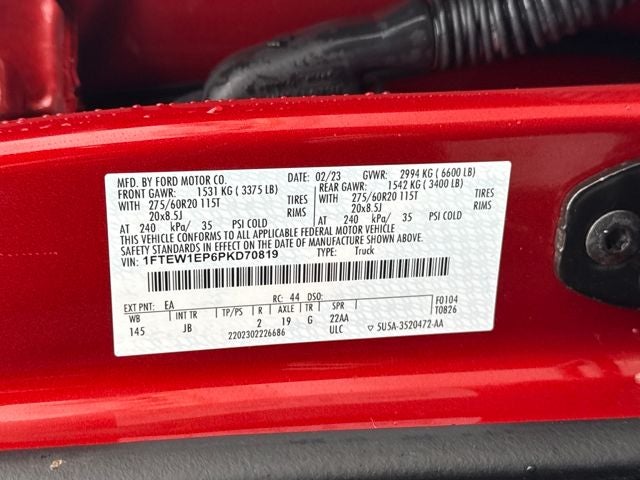 MFD. BY FORD MOTOR CO. DATE: 02/23 GVWR: 2994 KG ( 6600 LB)
FRONT GAWR: 1531 KG ( 3375 LB) REAR GAWR: 1542 KG ( 3400 LB)
WITH 275/60R20 115T TIRES WITH 275/60R20 115T TIRES
20x8.5J RIMS 20x8.5J RIMS
AT 240 kPa/ 35 PSI COLD AT 240 kPa/ 35 PSI COLD
THIS VEHICLE CONFORMS TO ALL APPLICABLE FEDERAL MOTOR VEHICLE
SAFETY STANDARDS IN EFFECT ON THE DATE OF MANUFACTURE SHOWN ABOVE.
VIN: 1FTEW1EP6PKD70819 TYPE: Truck
EXT PNT: EA RC: 44 DSO: F0104
WB TR INT TR TP/PS R AXLE TR SPR T0826
145 JB 2 19 G 22AA
2202302226686 ULC 5U5A-3520472-AA